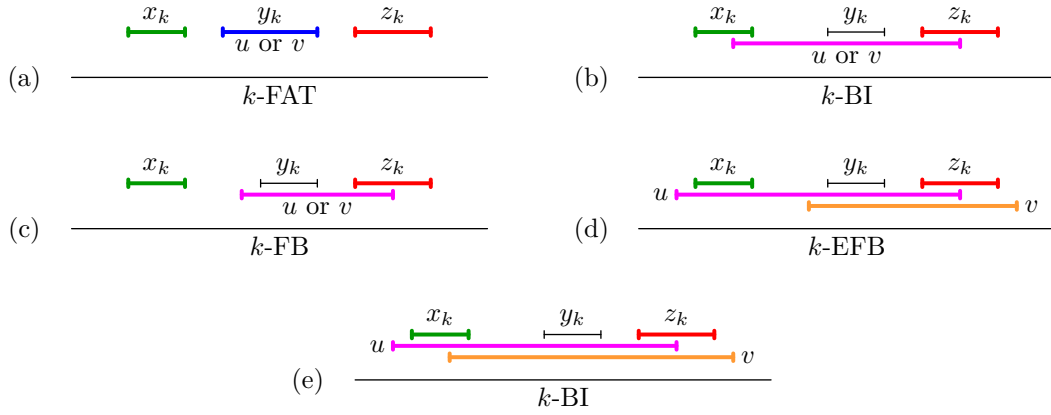 x_k y_k z_k
u or v
(a)
k-FAT
x_k y_k z_k
u or v
(b)
k-BI
x_k y_k z_k
u or v
(c)
k-FB
x_k y_k z_k
u
v
(d)
k-EFB
x_k y_k z_k
u
v
(e)
k-BI